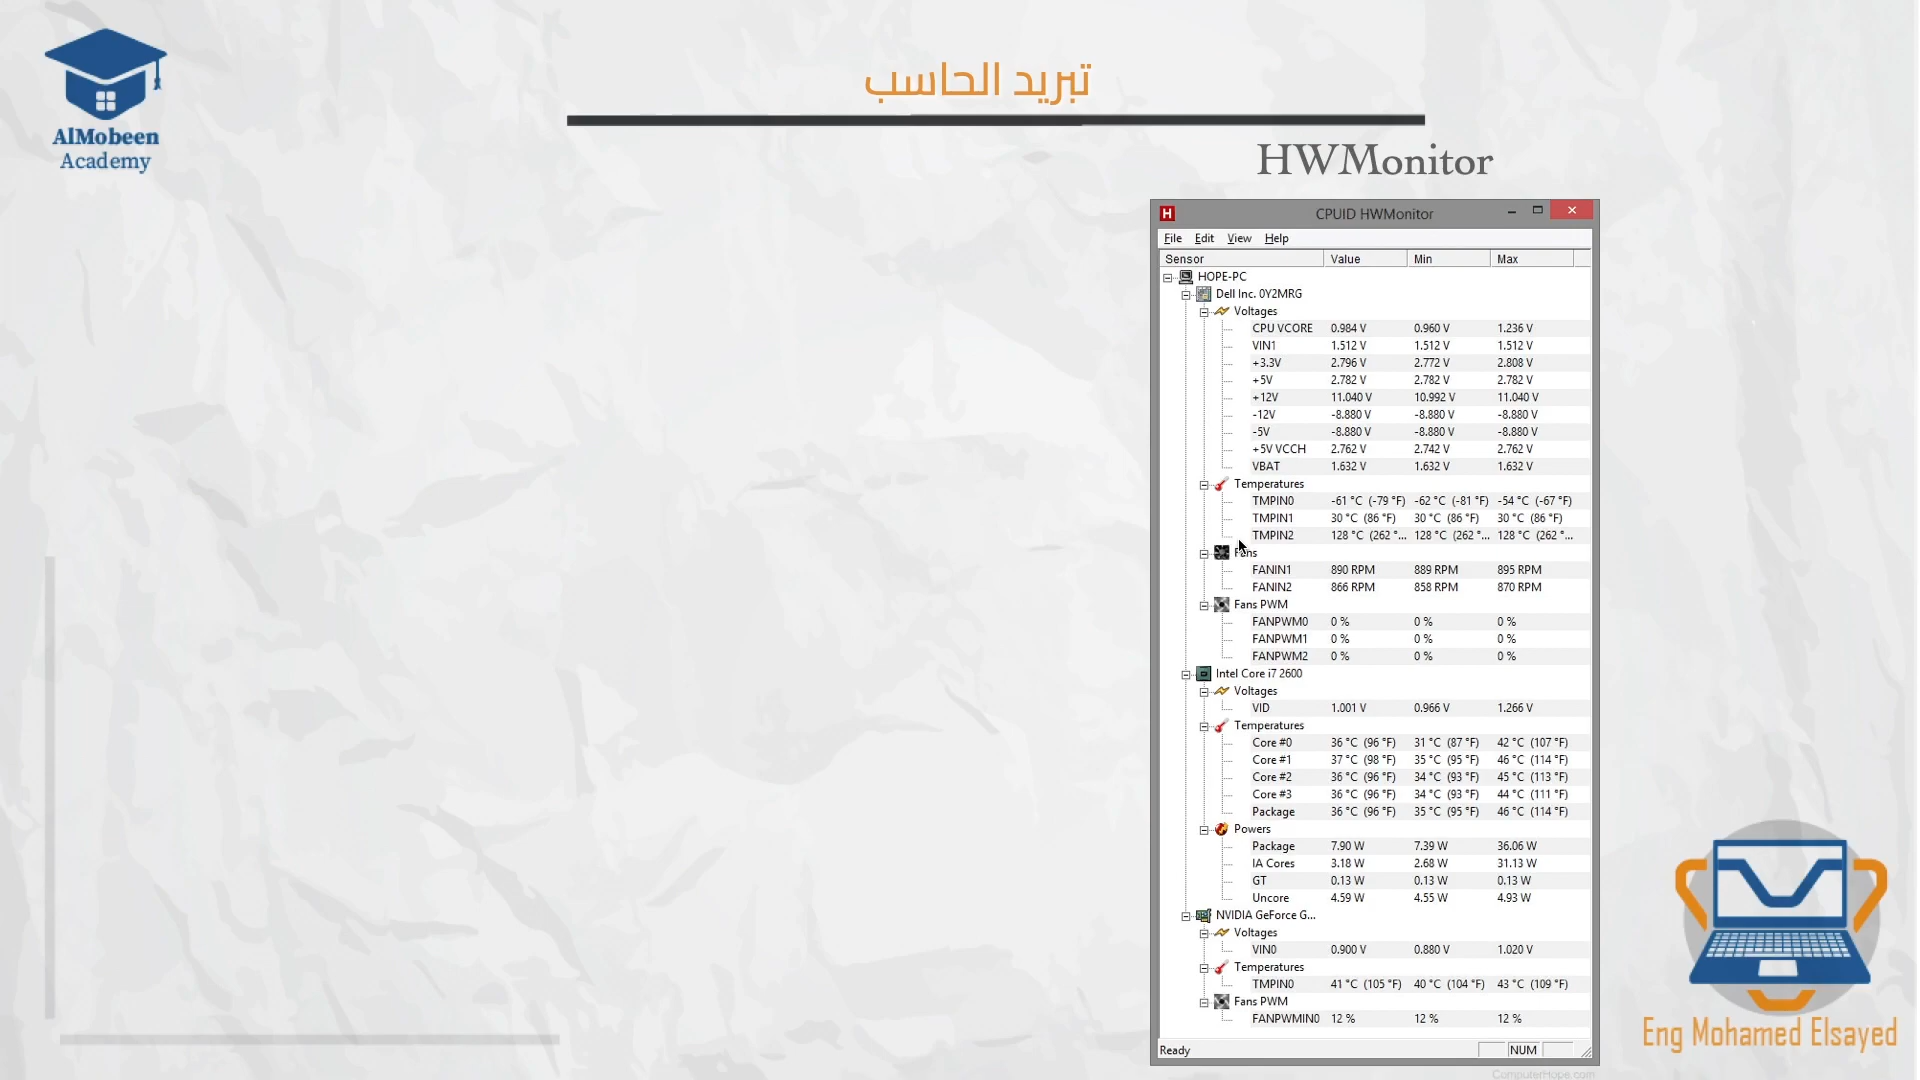 AlMobeen
Academy
تبريد الحاسب
HWMonitor
H CPUID HWMonitor
File Edit View Help
Sensor Value Min Max
HOPE-PC
Dell Inc. 0Y2MRG
Voltages
CPU VCORE 0.984 V 0.960 V 1.236 V
VIN1 1.512 V 1.512 V 1.512 V
+3.3V 2.796 V 2.772 V 2.808 V
+5V 2.782 V 2.782 V 2.782 V
+12V 11.040 V 10.992 V 11.040 V
-12V -8.880 V -8.880 V -8.880 V
-5V -8.880 V -8.880 V -8.880 V
+5V VCCH 2.762 V 2.742 V 2.762 V
VBAT 1.632 V 1.632 V 1.632 V
Temperatures
TMPIN0 -61 °C (-79 °F) -62 °C (-81 °F) -54 °C (-67 °F)
TMPIN1 30 °C (86 °F) 30 °C (86 °F) 30 °C (86 °F)
TMPIN2 128 °C (262 °... 128 °C (262 °... 128 °C (262 °...
Fans
FANIN1 890 RPM 889 RPM 895 RPM
FANIN2 866 RPM 858 RPM 870 RPM
Fans PWM
FANPWM0 0 % 0 % 0 %
FANPWM1 0 % 0 % 0 %
FANPWM2 0 % 0 % 0 %
Intel Core i7 2600
Voltages
VID 1.001 V 0.966 V 1.266 V
Temperatures
Core #0 36 °C (96 °F) 31 °C (87 °F) 42 °C (107 °F)
Core #1 37 °C (98 °F) 35 °C (95 °F) 46 °C (114 °F)
Core #2 36 °C (96 °F) 34 °C (93 °F) 45 °C (113 °F)
Core #3 36 °C (96 °F) 34 °C (93 °F) 44 °C (111 °F)
Package 36 °C (96 °F) 35 °C (95 °F) 46 °C (114 °F)
Powers
Package 7.90 W 7.39 W 36.06 W
IA Cores 3.18 W 2.68 W 31.13 W
GT 0.13 W 0.13 W 0.13 W
Uncore 4.59 W 4.55 W 4.93 W
NVIDIA GeForce G...
Voltages
VIN0 0.900 V 0.880 V 1.020 V
Temperatures
TMPIN0 41 °C (105 °F) 40 °C (104 °F) 43 °C (109 °F)
Fans PWM
FANPWMIN0 12 % 12 % 12 %
Ready NUM
ComputerHope.com
Eng Mohamed Elsayed